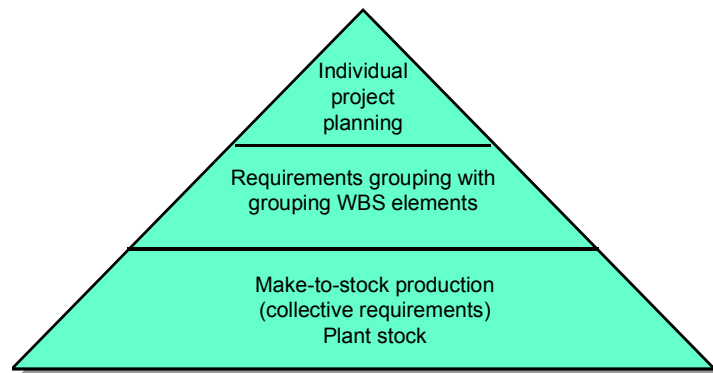 Individual
project
planning
Requirements grouping with
grouping WBS elements
Make-to-stock production
(collective requirements)
Plant stock